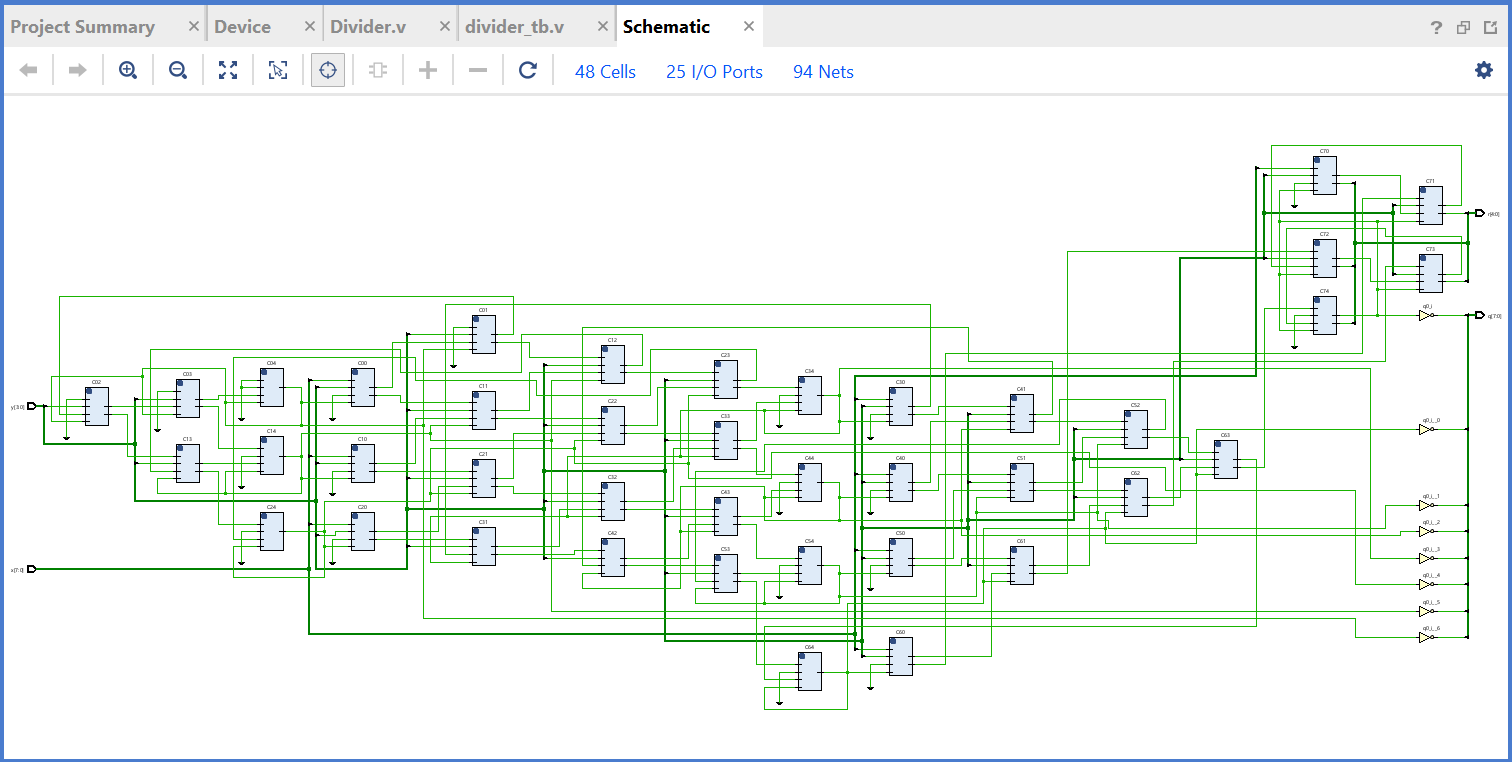 Project Summary
Device
Divider.v
divider_tb.v
Schematic
48 Cells
25 I/O Ports
94 Nets
C70
C71
r[4:0]
C72
C73
C74
q0_i
q[7:0]
C01
C12
C23
C04
C00
C34
C02
C03
C30
C41
C11
y[3:0]
C22
C52
C33
C14
C63
C13
C10
q0_i__0
C21
C44
C40
C51
C32
C62
C43
q0_i__1
C24
C20
C31
q0_i__2
C42
C54
C50
C61
C53
q0_i__3
x[7:0]
q0_i__4
q0_i__5
q0_i__6
C60
C64